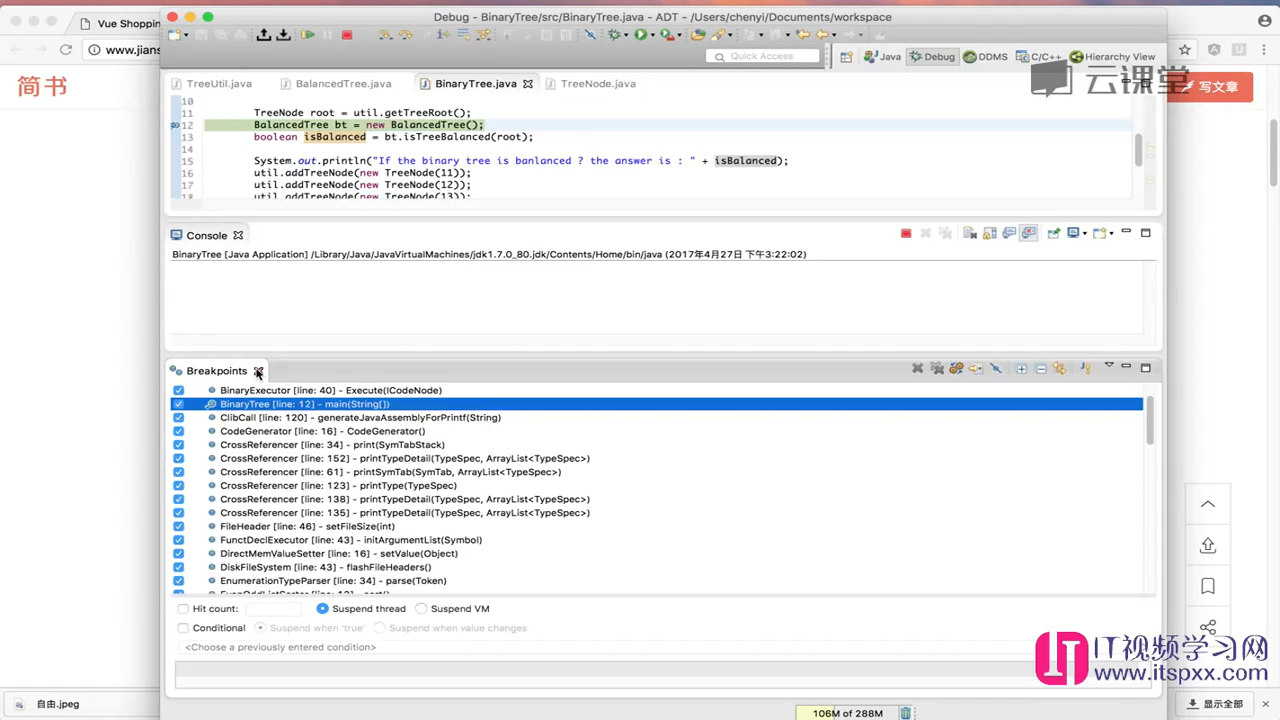 Debug - BinaryTree/src/BinaryTree.java - ADT - /Users/chenyi/Documents/workspace
Vue Shoppin
www.jians
Quick Access
Java
Debug
DDMS
C/C++
Hierarchy View
云课堂
简书
写文章
TreeUtil.java
BalancedTree.java
BinaryTree.java
TreeNode.java
10
11 TreeNode root = util.getTreeRoot();
12 BalancedTree bt = new BalancedTree();
13 boolean isBalanced = bt.isTreeBalanced(root);
14
15 System.out.println("If the binary tree is banlanced ? the answer is : " + isBalanced);
16 util.addTreeNode(new TreeNode(11));
17 util.addTreeNode(new TreeNode(12));
18 util.addTreeNode(new TreeNode(13));
Console
BinaryTree [Java Application] /Library/Java/JavaVirtualMachines/jdk1.7.0_80.jdk/Contents/Home/bin/java (2017年4月27日 下午3:22:02)
Breakpoints
BinaryExecutor [line: 40] - Execute(ICodeNode)
BinaryTree [line: 12] - main(String[])
ClibCall [line: 120] - generateJavaAssemblyForPrintf(String)
CodeGenerator [line: 16] - CodeGenerator()
CrossReferencer [line: 34] - print(SymTabStack)
CrossReferencer [line: 152] - printTypeDetail(TypeSpec, ArrayList<TypeSpec>)
CrossReferencer [line: 61] - printSymTab(SymTab, ArrayList<TypeSpec>)
CrossReferencer [line: 123] - printType(TypeSpec)
CrossReferencer [line: 138] - printTypeDetail(TypeSpec, ArrayList<TypeSpec>)
CrossReferencer [line: 135] - printTypeDetail(TypeSpec, ArrayList<TypeSpec>)
FileHeader [line: 46] - setFileSize(int)
FunctDeclExecutor [line: 43] - initArgumentList(Symbol)
DirectMemValueSetter [line: 16] - setValue(Object)
DiskFileSystem [line: 43] - flashFileHeaders()
EnumerationTypeParser [line: 34] - parse(Token)
Hit count:
Suspend thread
Suspend VM
Conditional
Suspend when 'true'
Suspend when value changes
<Choose a previously entered condition>
IT视频学习网
www.itspxx.com
自由.jpeg
106M of 288M
显示全部